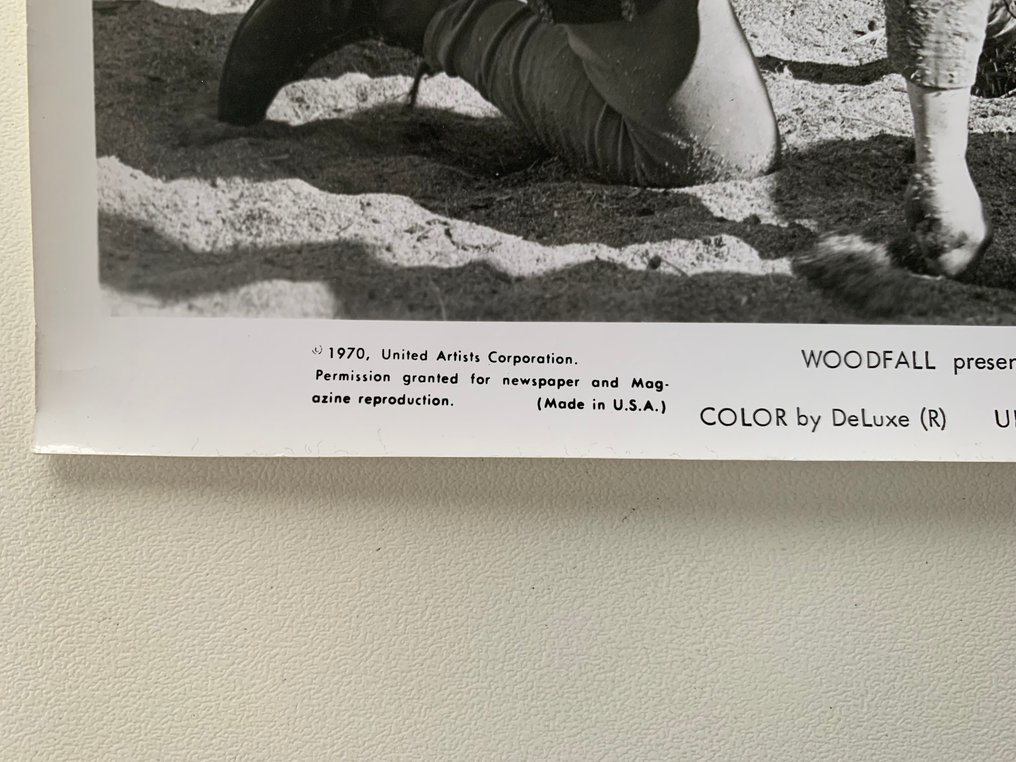 © 1970, United Artists Corporation.
Permission granted for newspaper and Mag-
azine reproduction. (Made in U.S.A.)
WOODFALL
COLOR by DeLuxe (R)